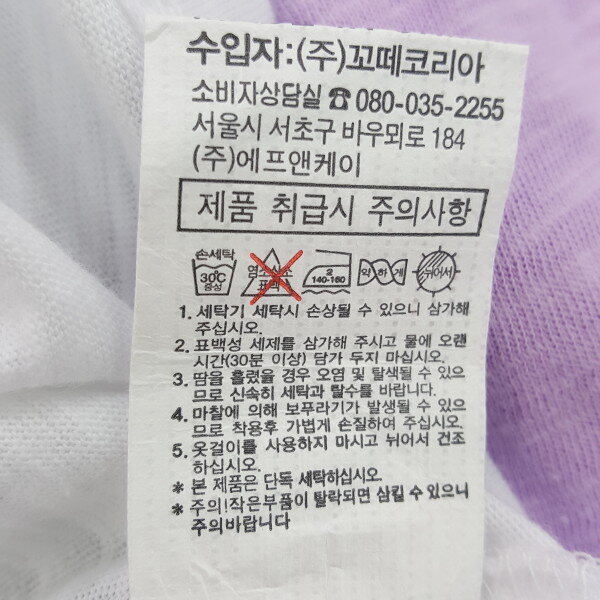 수입자:(주)꼬떼코리아
소비자상담실 ☎ 080-035-2255
서울시 서초구 바우뫼로 184
(주)에프앤케이
제품 취급시 주의사항
손세탁
30℃
중성
염소산소
표백
2
140-160
약하게
뉘어서
1. 세탁기 세탁시 손상될 수 있으니 삼가해
주십시오.
2. 표백성 세제를 삼가해 주시고 물에 오랜
시간(30분 이상) 담가 두지 마십시오.
3. 땀을 흘렸을 경우 오염 및 탈색될 수 있으
므로 신속히 세탁과 탈수를 바랍니다.
4. 마찰에 의해 보푸라기가 발생될 수 있으
므로 착용후 가볍게 손질하여 주십시오.
5. 옷걸이를 사용하지 마시고 뉘어서 건조
하십시오.
* 본 제품은 단독 세탁하십시오.
* 주의!작은부품이 탈락되면 삼킬 수 있으니
주의바랍니다